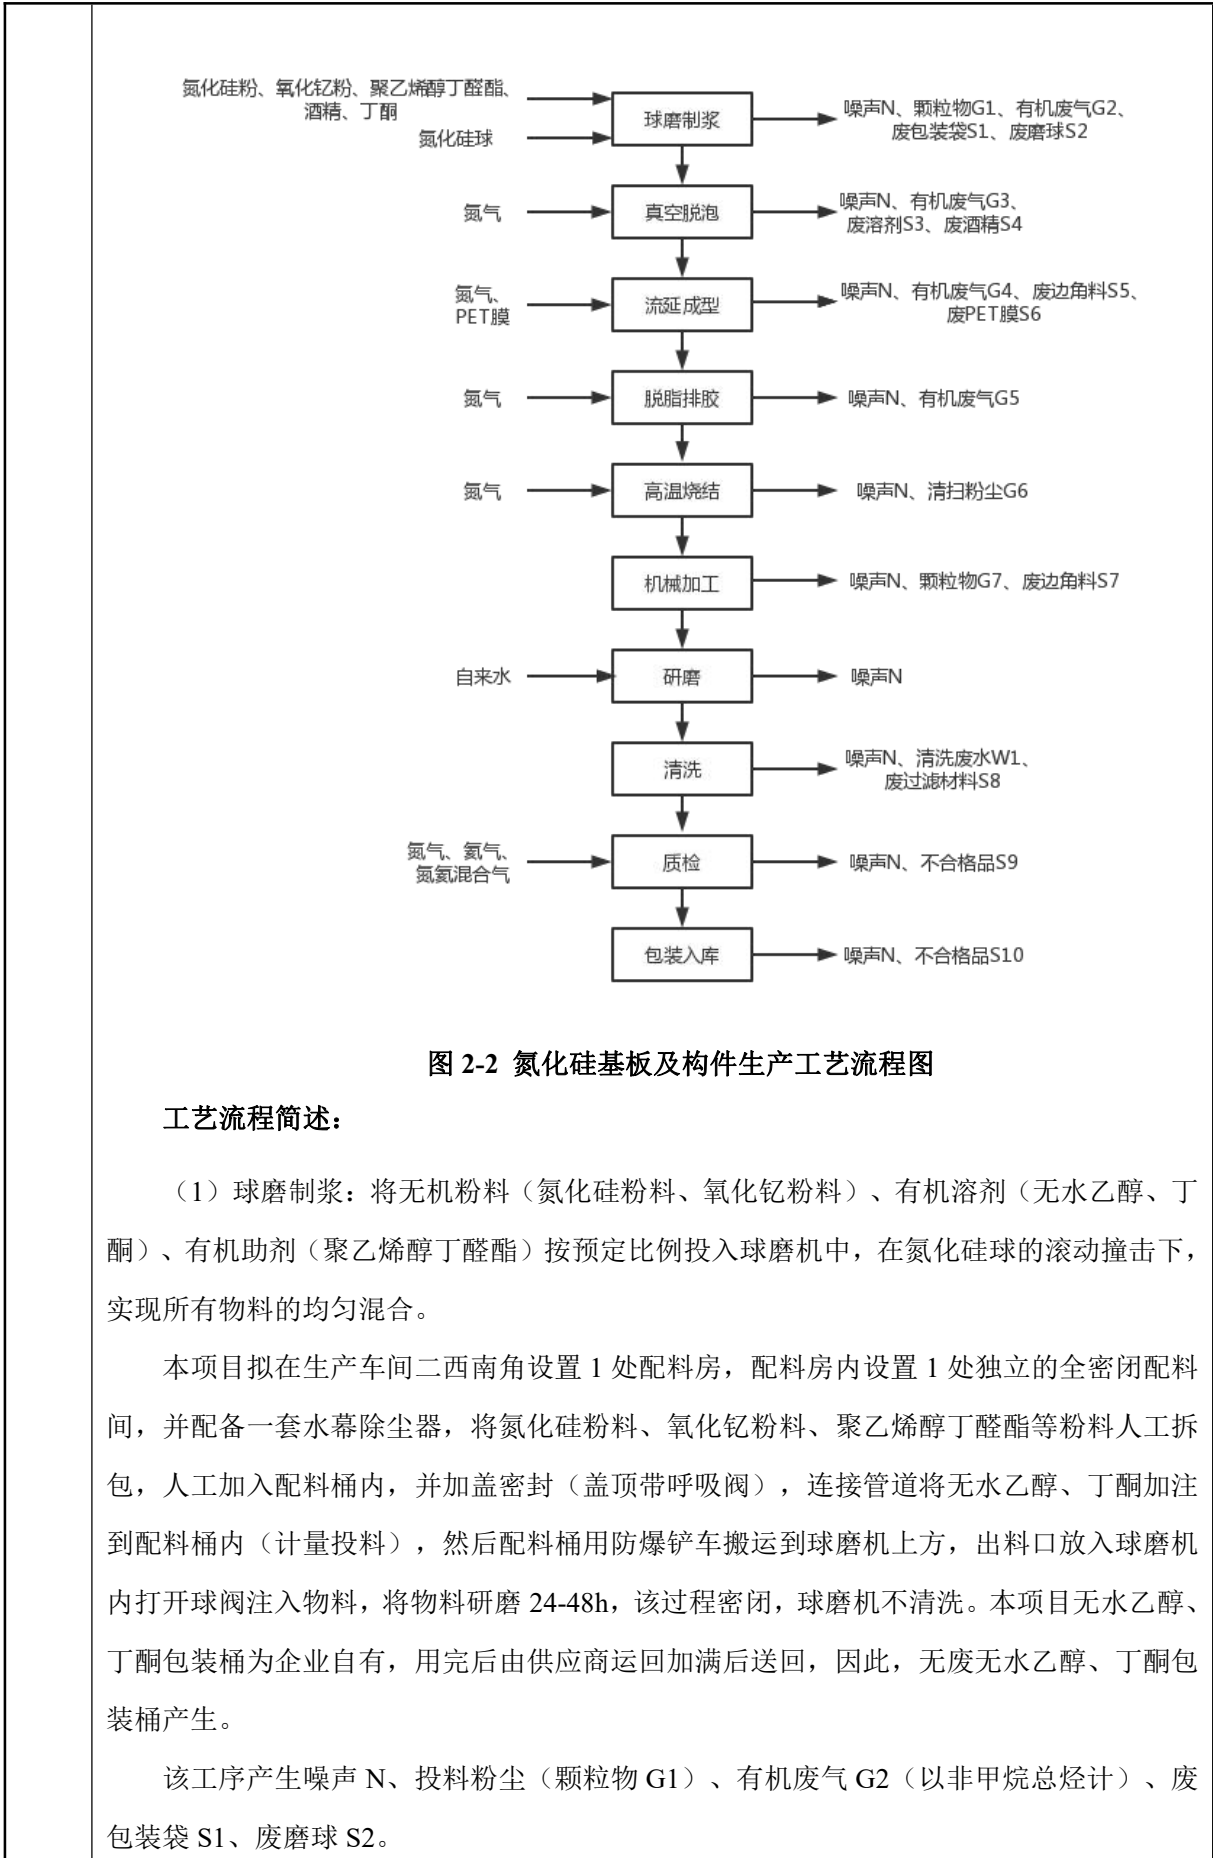 氮化硅粉、氧化钇粉、聚乙烯醇丁醛酯、
酒精、丁酮
氮化硅球
球磨制浆
噪声N、颗粒物G1、有机废气G2、
废包装袋S1、废磨球S2
氮气
真空脱泡
噪声N、有机废气G3、
废溶剂S3、废酒精S4
氮气、
PET膜
流延成型
噪声N、有机废气G4、废边角料S5、
废PET膜S6
氮气
脱脂排胶
噪声N、有机废气G5
氮气
高温烧结
噪声N、清扫粉尘G6
机械加工
噪声N、颗粒物G7、废边角料S7
自来水
研磨
噪声N
清洗
噪声N、清洗废水W1、
废过滤材料S8
氮气、氦气、
氮氦混合气
质检
噪声N、不合格品S9
包装入库
噪声N、不合格品S10
图 2-2 氮化硅基板及构件生产工艺流程图
工艺流程简述：
（1）球磨制浆：将无机粉料（氮化硅粉料、氧化钇粉料）、有机溶剂（无水乙醇、丁
酮）、有机助剂（聚乙烯醇丁醛酯）按预定比例投入球磨机中，在氮化硅球的滚动撞击下，
实现所有物料的均匀混合。
本项目拟在生产车间二西南角设置 1 处配料房，配料房内设置 1 处独立的全密闭配料
间，并配备一套水幕除尘器，将氮化硅粉料、氧化钇粉料、聚乙烯醇丁醛酯等粉料人工拆
包，人工加入配料桶内，并加盖密封（盖顶带呼吸阀），连接管道将无水乙醇、丁酮加注
到配料桶内（计量投料），然后配料桶用防爆铲车搬运到球磨机上方，出料口放入球磨机
内打开球阀注入物料，将物料研磨 24-48h，该过程密闭，球磨机不清洗。本项目无水乙醇、
丁酮包装桶为企业自有，用完后由供应商运回加满后送回，因此，无废无水乙醇、丁酮包
装桶产生。
该工序产生噪声 N、投料粉尘（颗粒物 G1）、有机废气 G2（以非甲烷总烃计）、废
包装袋 S1、废磨球 S2。